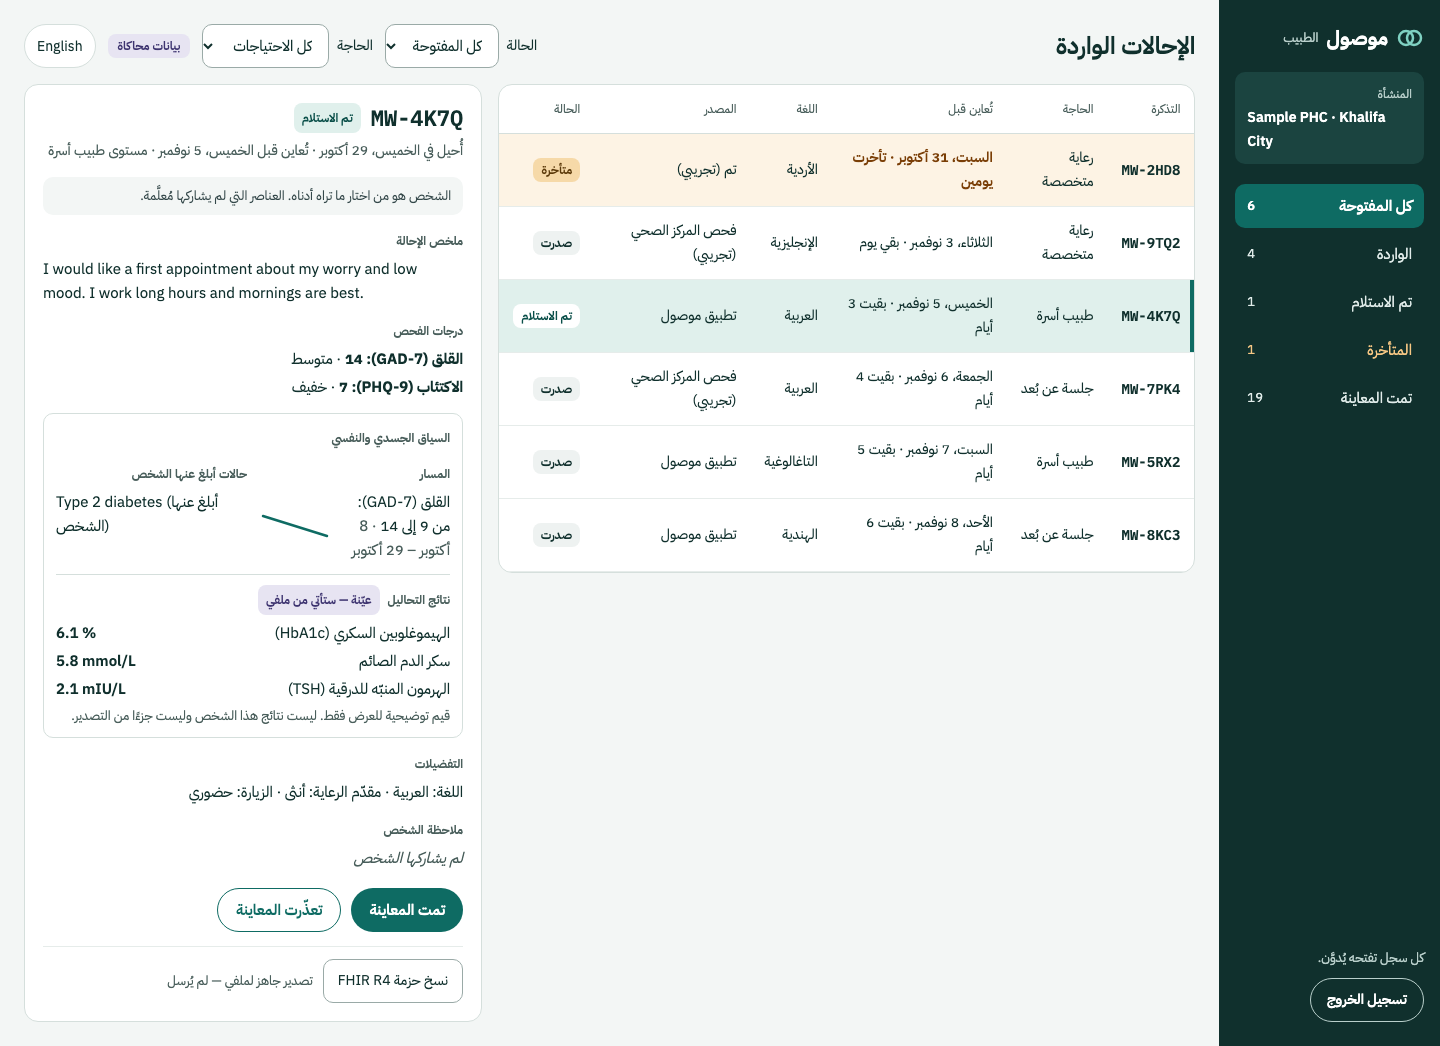 موصول الطبيب
المنشأة
Sample PHC · Khalifa
City
كل المفتوحة 6
الواردة 4
تم الاستلام 1
المتأخرة 1
تمت المعاينة 19
كل سجل تفتحه يُدوَّن.
تسجيل الخروج
الإحالات الواردة
الحالة كل المفتوحة الحاجة كل الاحتياجات بيانات محاكاة English
التذكرة الحاجة تُعاين قبل اللغة المصدر الحالة
MW-2HD8 رعاية متخصصة السبت، 31 أكتوبر · تأخرت يومين الأردية تم (تجريبي) متأخرة
MW-9TQ2 رعاية متخصصة الثلاثاء، 3 نوفمبر · بقي يوم الإنجليزية فحص المركز الصحي (تجريبي) صدرت
MW-4K7Q طبيب أسرة الخميس، 5 نوفمبر · بقيت 3 أيام العربية تطبيق موصول تم الاستلام
MW-7PK4 جلسة عن بُعد الجمعة، 6 نوفمبر · بقيت 4 أيام العربية فحص المركز الصحي (تجريبي) صدرت
MW-5RX2 طبيب أسرة السبت، 7 نوفمبر · بقيت 5 أيام التاغالوغية تطبيق موصول صدرت
MW-8KC3 جلسة عن بُعد الأحد، 8 نوفمبر · بقيت 6 أيام الهندية تطبيق موصول صدرت
MW-4K7Q تم الاستلام
أُحيل في الخميس، 29 أكتوبر · تُعاين قبل الخميس، 5 نوفمبر · مستوى طبيب أسرة
الشخص هو من اختار ما تراه أدناه. العناصر التي لم يشاركها مُعلَّمة.
ملخص الإحالة
I would like a first appointment about my worry and low
mood. I work long hours and mornings are best.
درجات الفحص
القلق (GAD-7): 14 · متوسط
الاكتئاب (PHQ-9): 7 · خفيف
السياق الجسدي والنفسي
المسار
القلق (GAD-7):
من 9 إلى 14 · 8
أكتوبر – 29 أكتوبر
حالات أبلغ عنها الشخص
Type 2 diabetes (أبلغ عنها
الشخص)
نتائج التحاليل عيّنة — ستأتي من ملفي
الهيموغلوبين السكري (HbA1c) 6.1 %
سكر الدم الصائم 5.8 mmol/L
الهرمون المنبّه للدرقية (TSH) 2.1 mIU/L
قيم توضيحية للعرض فقط. ليست نتائج هذا الشخص وليست جزءًا من التصدير.
التفضيلات
اللغة: العربية · مقدّم الرعاية: أنثى · الزيارة: حضوري
ملاحظة الشخص
لم يشاركها الشخص
تمت المعاينة تعذّرت المعاينة
نسخ حزمة FHIR R4 تصدير جاهز لملفي — لم يُرسل